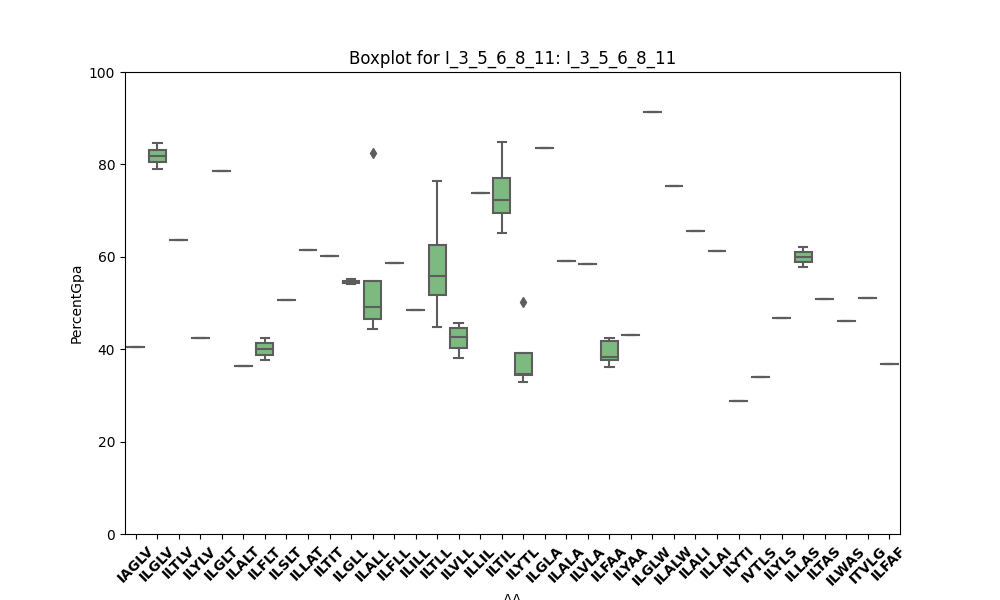 Boxplot for I_3_5_6_8_11: I_3_5_6_8_11
100
80
60
40
20
0
PercentGpa
IAGLV ILGLV ILTLV ILYLV ILGLT ILALT ILFLT ILSLT ILLAT ILTIT ILGLL ILALL ILFLL ILILL ILTLL ILVLL ILLIL ILTIL ILYTL ILGLA ILALA ILVLA ILFAA ILYAA ILGLW ILALW ILALI ILLAI ILYTI IVTLS ILYLS ILLAS ILTAS ILWAS ITVLG ILFAF